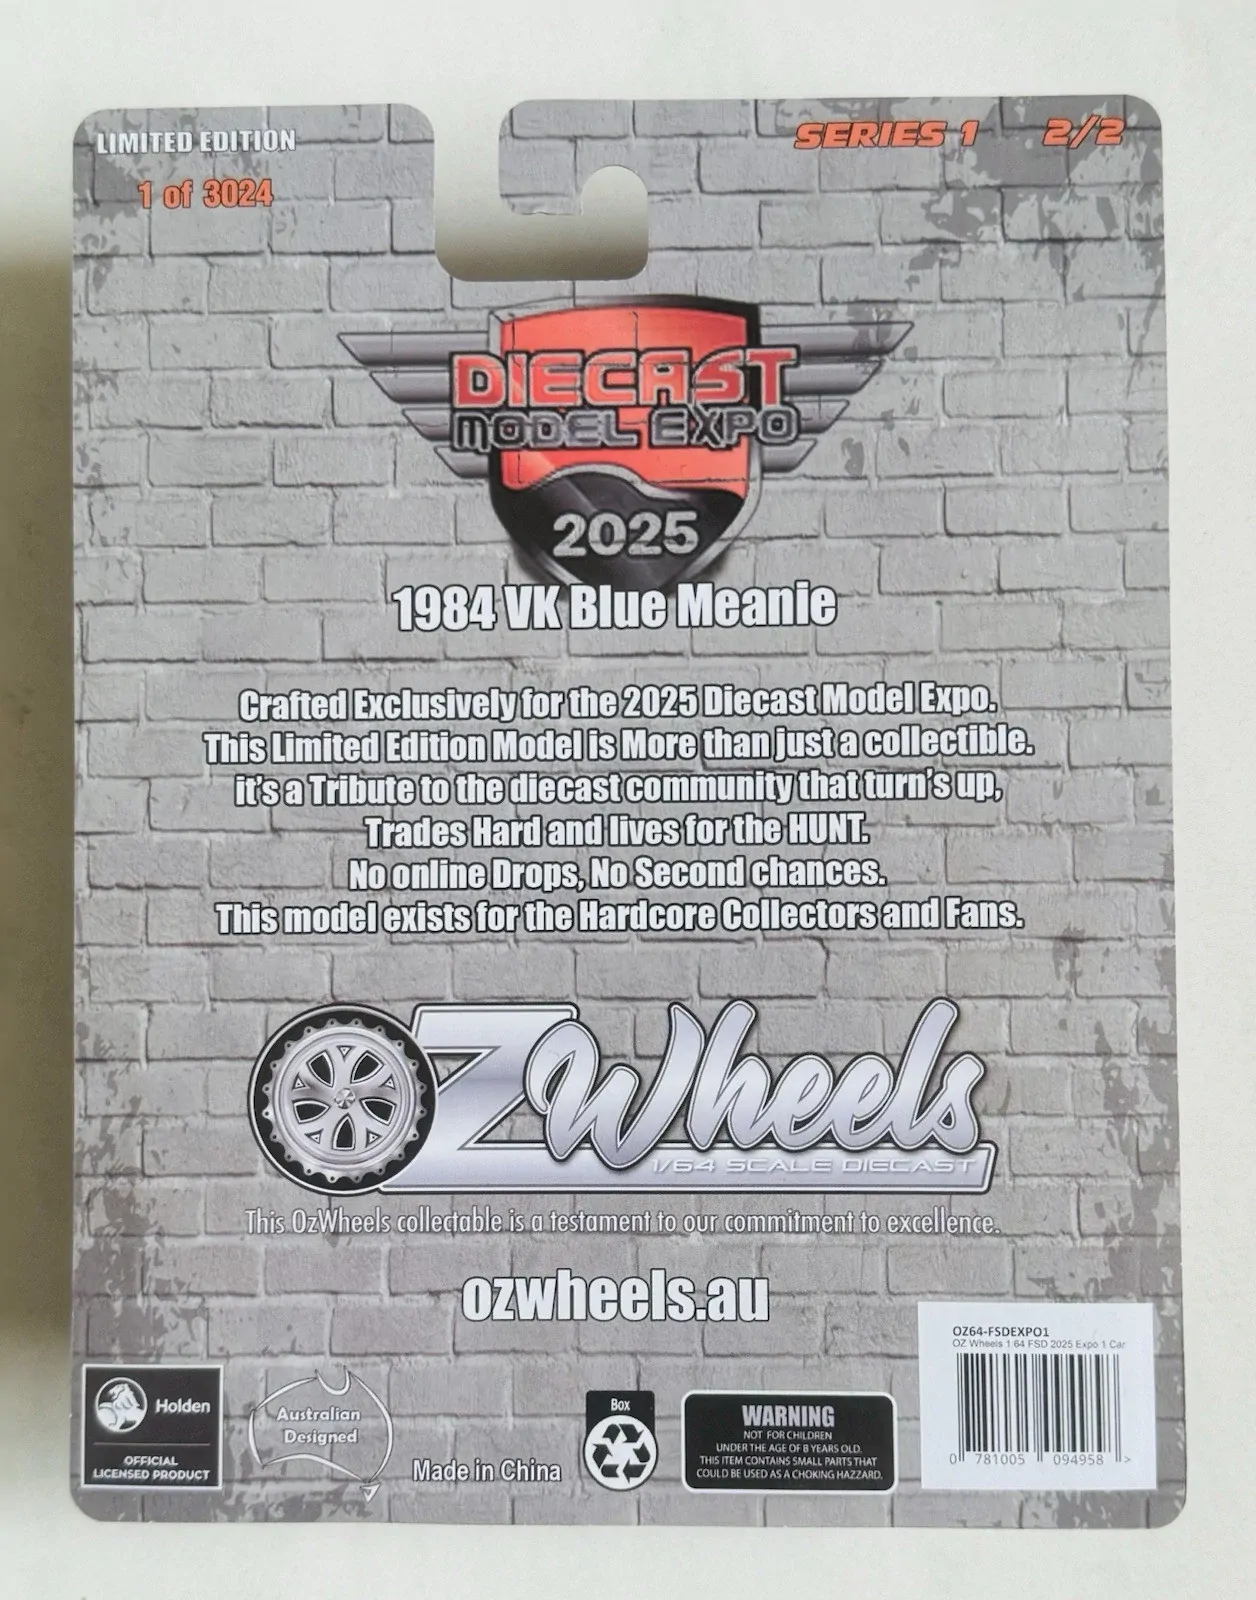 LIMITED EDITION
1 of 3024
SERIES 1 2/2
DIECAST
MODEL EXPO
2025
1984 VK Blue Meanie
Crafted Exclusively for the 2025 Diecast Model Expo.
This Limited Edition Model is More than just a collectible.
it's a Tribute to the diecast community that turn's up,
Trades Hard and lives for the HUNT.
No online Drops, No Second chances.
This model exists for the Hardcore Collectors and Fans.
OZ Wheels
1/64 SCALE DIECAST
This OzWheels collectable is a testament to our commitment to excellence.
ozwheels.au
OZ64-FSDEXPO1
OZ Wheels 1:64 FSD 2025 Expo 1 Car
0 781005 094958 >
Holden
OFFICIAL
LICENSED PRODUCT
Australian
Designed
Made in China
Box
WARNING
NOT FOR CHILDREN
UNDER THE AGE OF 8 YEARS OLD.
THIS ITEM CONTAINS SMALL PARTS THAT
COULD BE USED AS A CHOKING HAZZARD.